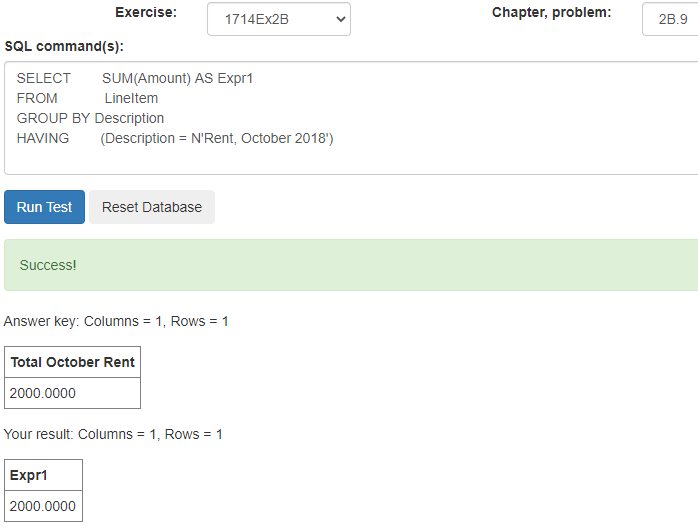 Exercise: 1714Ex2B Chapter, problem: 2B.9
SQL command(s):
SELECT SUM(Amount) AS Expr1
FROM LineItem
GROUP BY Description
HAVING (Description = N'Rent, October 2018')
Run Test Reset Database
Success!
Answer key: Columns = 1, Rows = 1
Total October Rent
2000.0000
Your result: Columns = 1, Rows = 1
Expr1
2000.0000